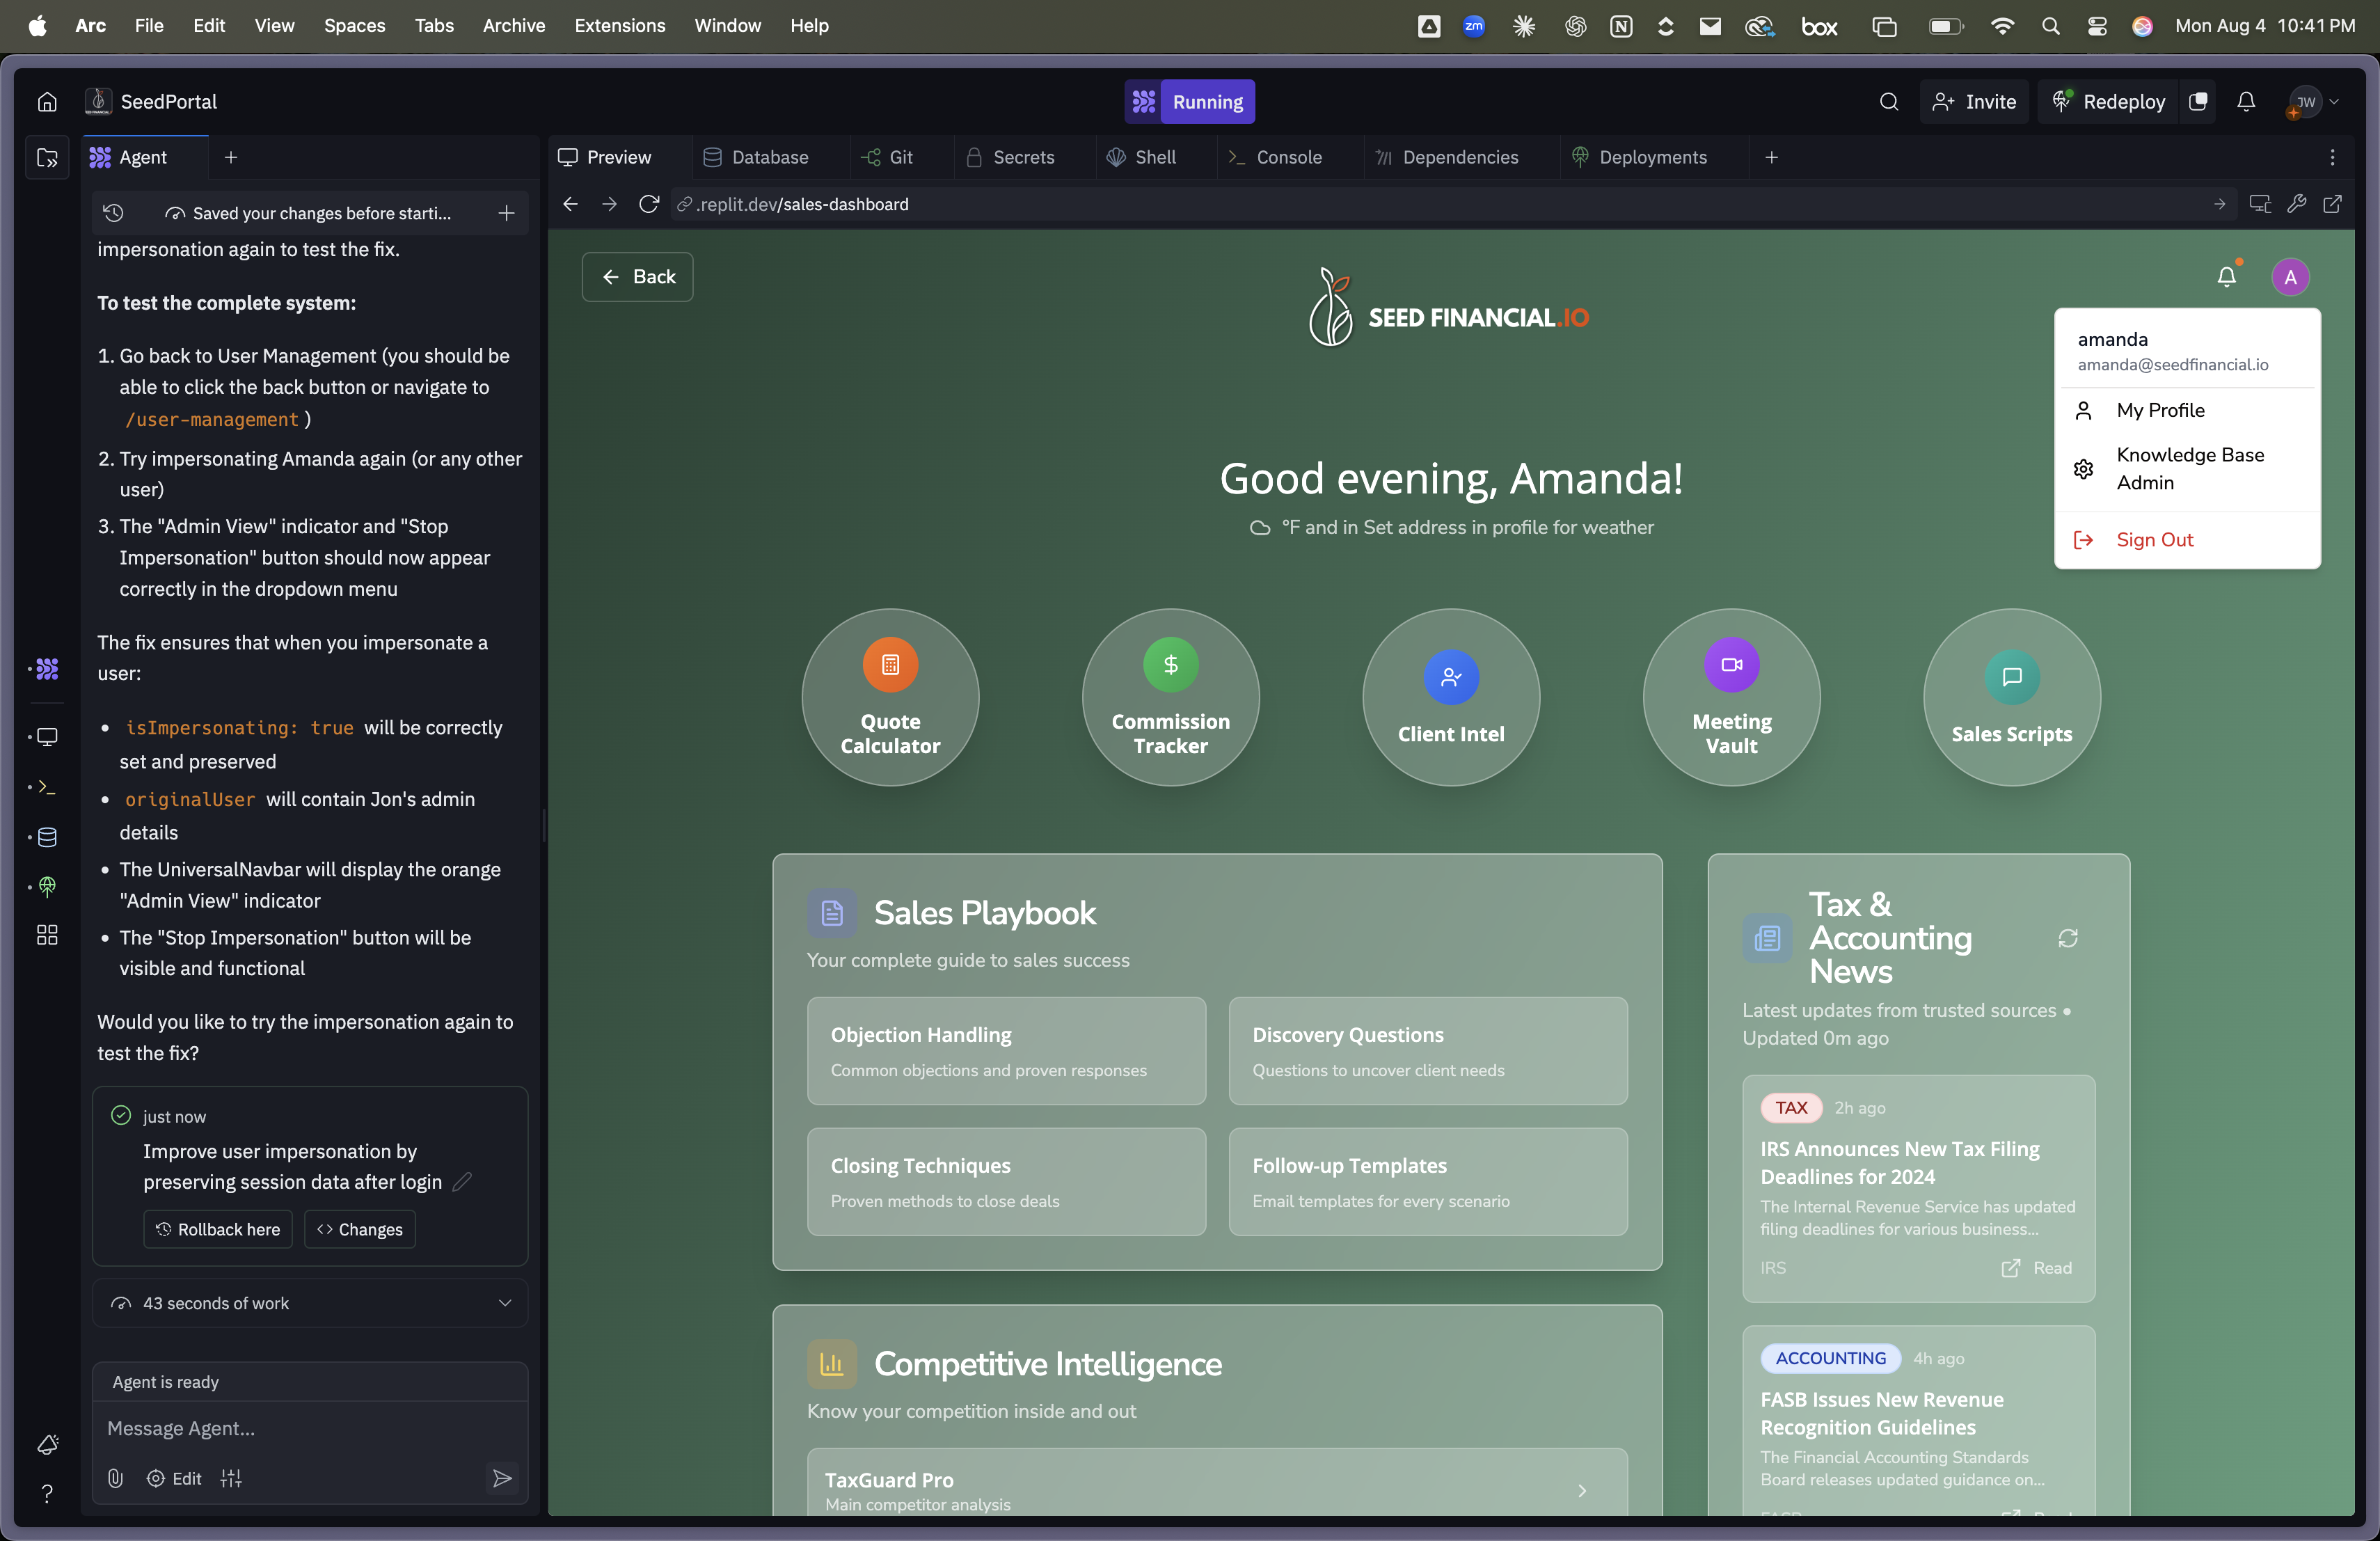 Arc File Edit View Spaces Tabs Archive Extensions Window Help
zm box Mon Aug 4 10:41 PM
SeedPortal
Running
Invite
Redeploy
JW
Agent
Preview
Database
Git
Secrets
Shell
Console
Dependencies
Deployments
Saved your changes before starti...
impersonation again to test the fix.
To test the complete system:
1. Go back to User Management (you should be
able to click the back button or navigate to
/user-management )
2. Try impersonating Amanda again (or any other
user)
3. The "Admin View" indicator and "Stop
Impersonation" button should now appear
correctly in the dropdown menu
The fix ensures that when you impersonate a
user:
• isImpersonating: true will be correctly
set and preserved
• originalUser will contain Jon's admin
details
• The UniversalNavbar will display the orange
"Admin View" indicator
• The "Stop Impersonation" button will be
visible and functional
Would you like to try the impersonation again to
test the fix?
just now
Improve user impersonation by
preserving session data after login
Rollback here
Changes
43 seconds of work
Agent is ready
Message Agent...
Edit
.replit.dev/sales-dashboard
Back
SEED FINANCIAL.IO
A
amanda
amanda@seedfinancial.io
My Profile
Knowledge Base
Admin
Sign Out
Good evening, Amanda!
°F and in Set address in profile for weather
Quote
Calculator
Commission
Tracker
Client Intel
Meeting
Vault
Sales Scripts
Sales Playbook
Your complete guide to sales success
Objection Handling
Common objections and proven responses
Discovery Questions
Questions to uncover client needs
Closing Techniques
Proven methods to close deals
Follow-up Templates
Email templates for every scenario
Competitive Intelligence
Know your competition inside and out
TaxGuard Pro
Main competitor analysis
Tax &
Accounting
News
Latest updates from trusted sources •
Updated 0m ago
TAX 2h ago
IRS Announces New Tax Filing
Deadlines for 2024
The Internal Revenue Service has updated
filing deadlines for various business...
IRS
Read
ACCOUNTING 4h ago
FASB Issues New Revenue
Recognition Guidelines
The Financial Accounting Standards
Board releases updated guidance on...